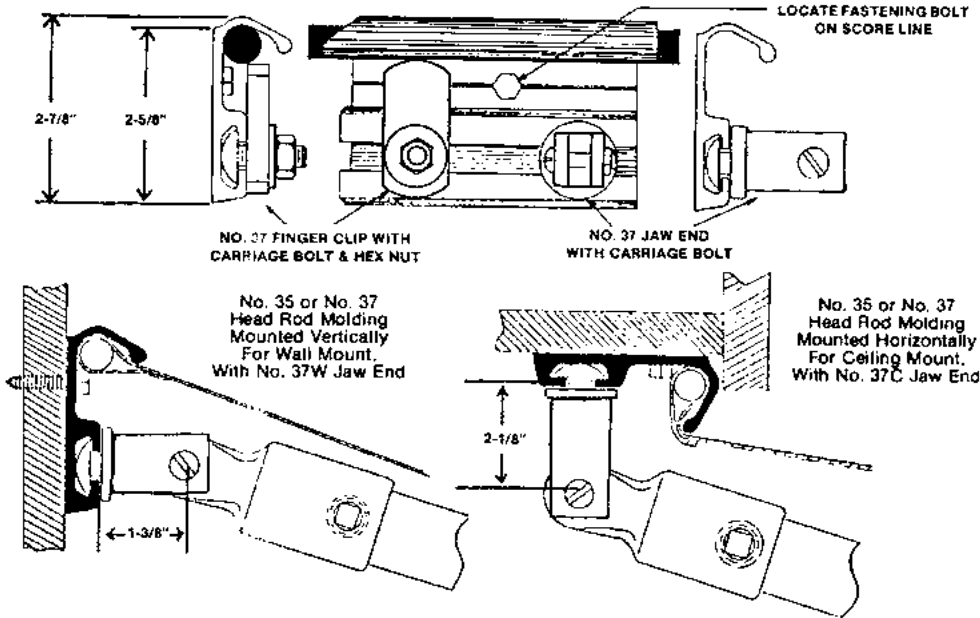 LOCATE FASTENING BOLT
ON SCORE LINE
2-7/8"
2-5/8"
NO. 37 FINGER CLIP WITH
CARRIAGE BOLT & HEX NUT
NO. 37 JAW END
WITH CARRIAGE BOLT
No. 35 or No. 37
Head Rod Molding
Mounted Vertically
For Wall Mount,
With No. 37W Jaw End
1-3/8"
No. 35 or No. 37
Head Rod Molding
Mounted Horizontally
For Ceiling Mount,
With No. 37C Jaw End
2-1/8"